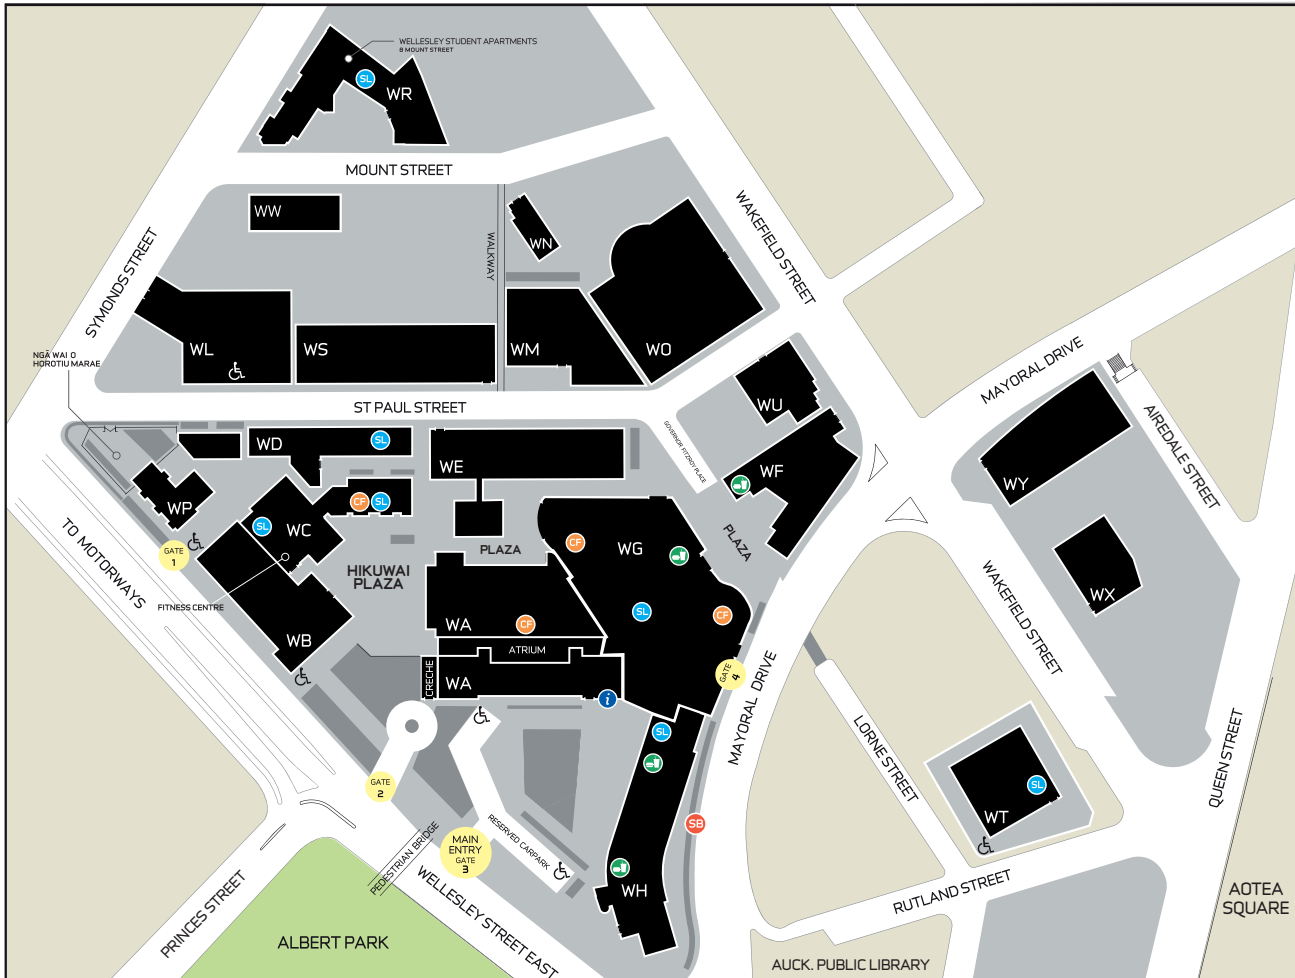 WELLESLEY STUDENT APARTMENTS
8 MOUNT STREET
SL
WR
MOUNT STREET
SYMONDS STREET
WW
WALKWAY
WN
WAKEFIELD STREET
WL
WS
WM
WO
NGĀ WAI O
HOROTIU MARAE
ST PAUL STREET
MAYORAL DRIVE
AIREDALE STREET
WD
SL
WE
GOVERNOR FITZROY PLACE
WU
WF
WY
WP
CF
SL
SL
WC
GATE
1
TO MOTORWAYS
FITNESS CENTRE
HIKUWAI
PLAZA
PLAZA
CF
WG
PLAZA
SL
CF
WX
WAKEFIELD STREET
WB
WA
CF
ATRIUM
CRECHE
WA
i
GATE
4
MAYORAL DRIVE
LORNE STREET
QUEEN STREET
SL
GATE
2
SL
WT
SB
MAIN
ENTRY
GATE
3
RESERVED CARPARK
PEDESTRIAN BRIDGE
WH
WELLESLEY STREET EAST
PRINCES STREET
RUTLAND STREET
AOTEA
SQUARE
ALBERT PARK
AUCK. PUBLIC LIBRARY